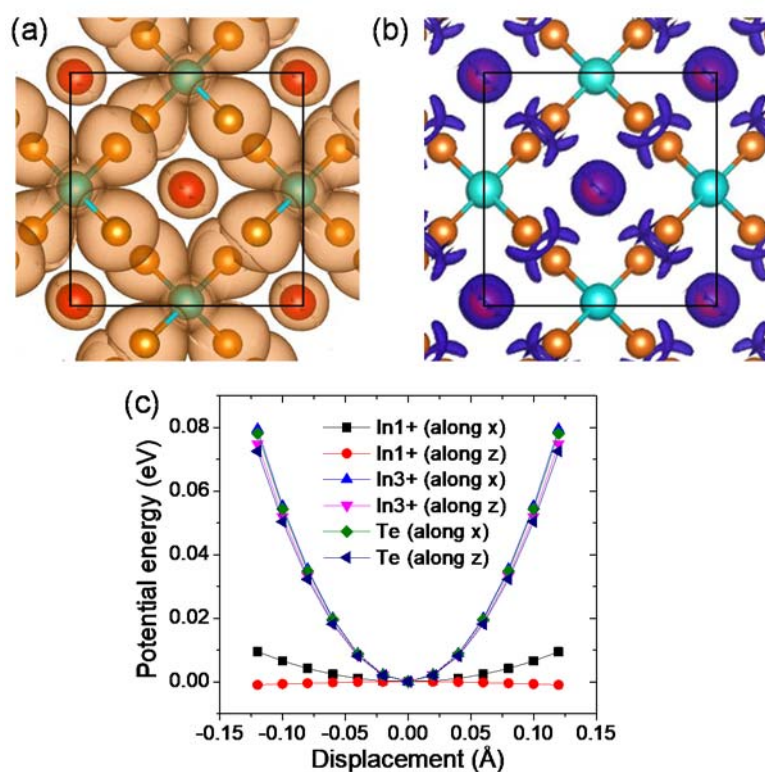 (a)
(b)
(c)
Potential energy (eV)
0.08
0.06
0.04
0.02
0.00
In1+ (along x)
In1+ (along z)
In3+ (along x)
In3+ (along z)
Te (along x)
Te (along z)
-0.15 -0.10 -0.05 0.00 0.05 0.10 0.15
Displacement (Å)